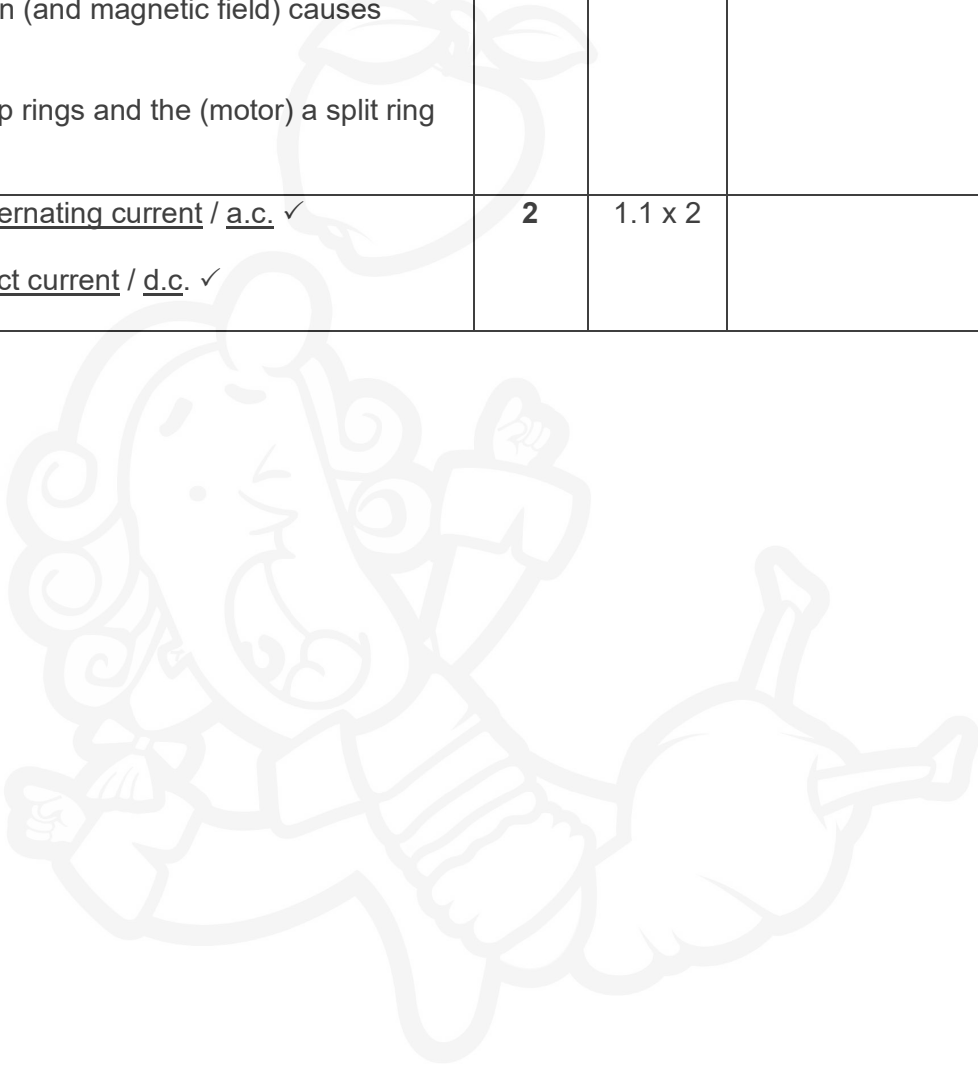 n (and magnetic field) causes
p rings and the (motor) a split ring
ernating current / a.c. ✓ 2 1.1 x 2
ct current / d.c. ✓